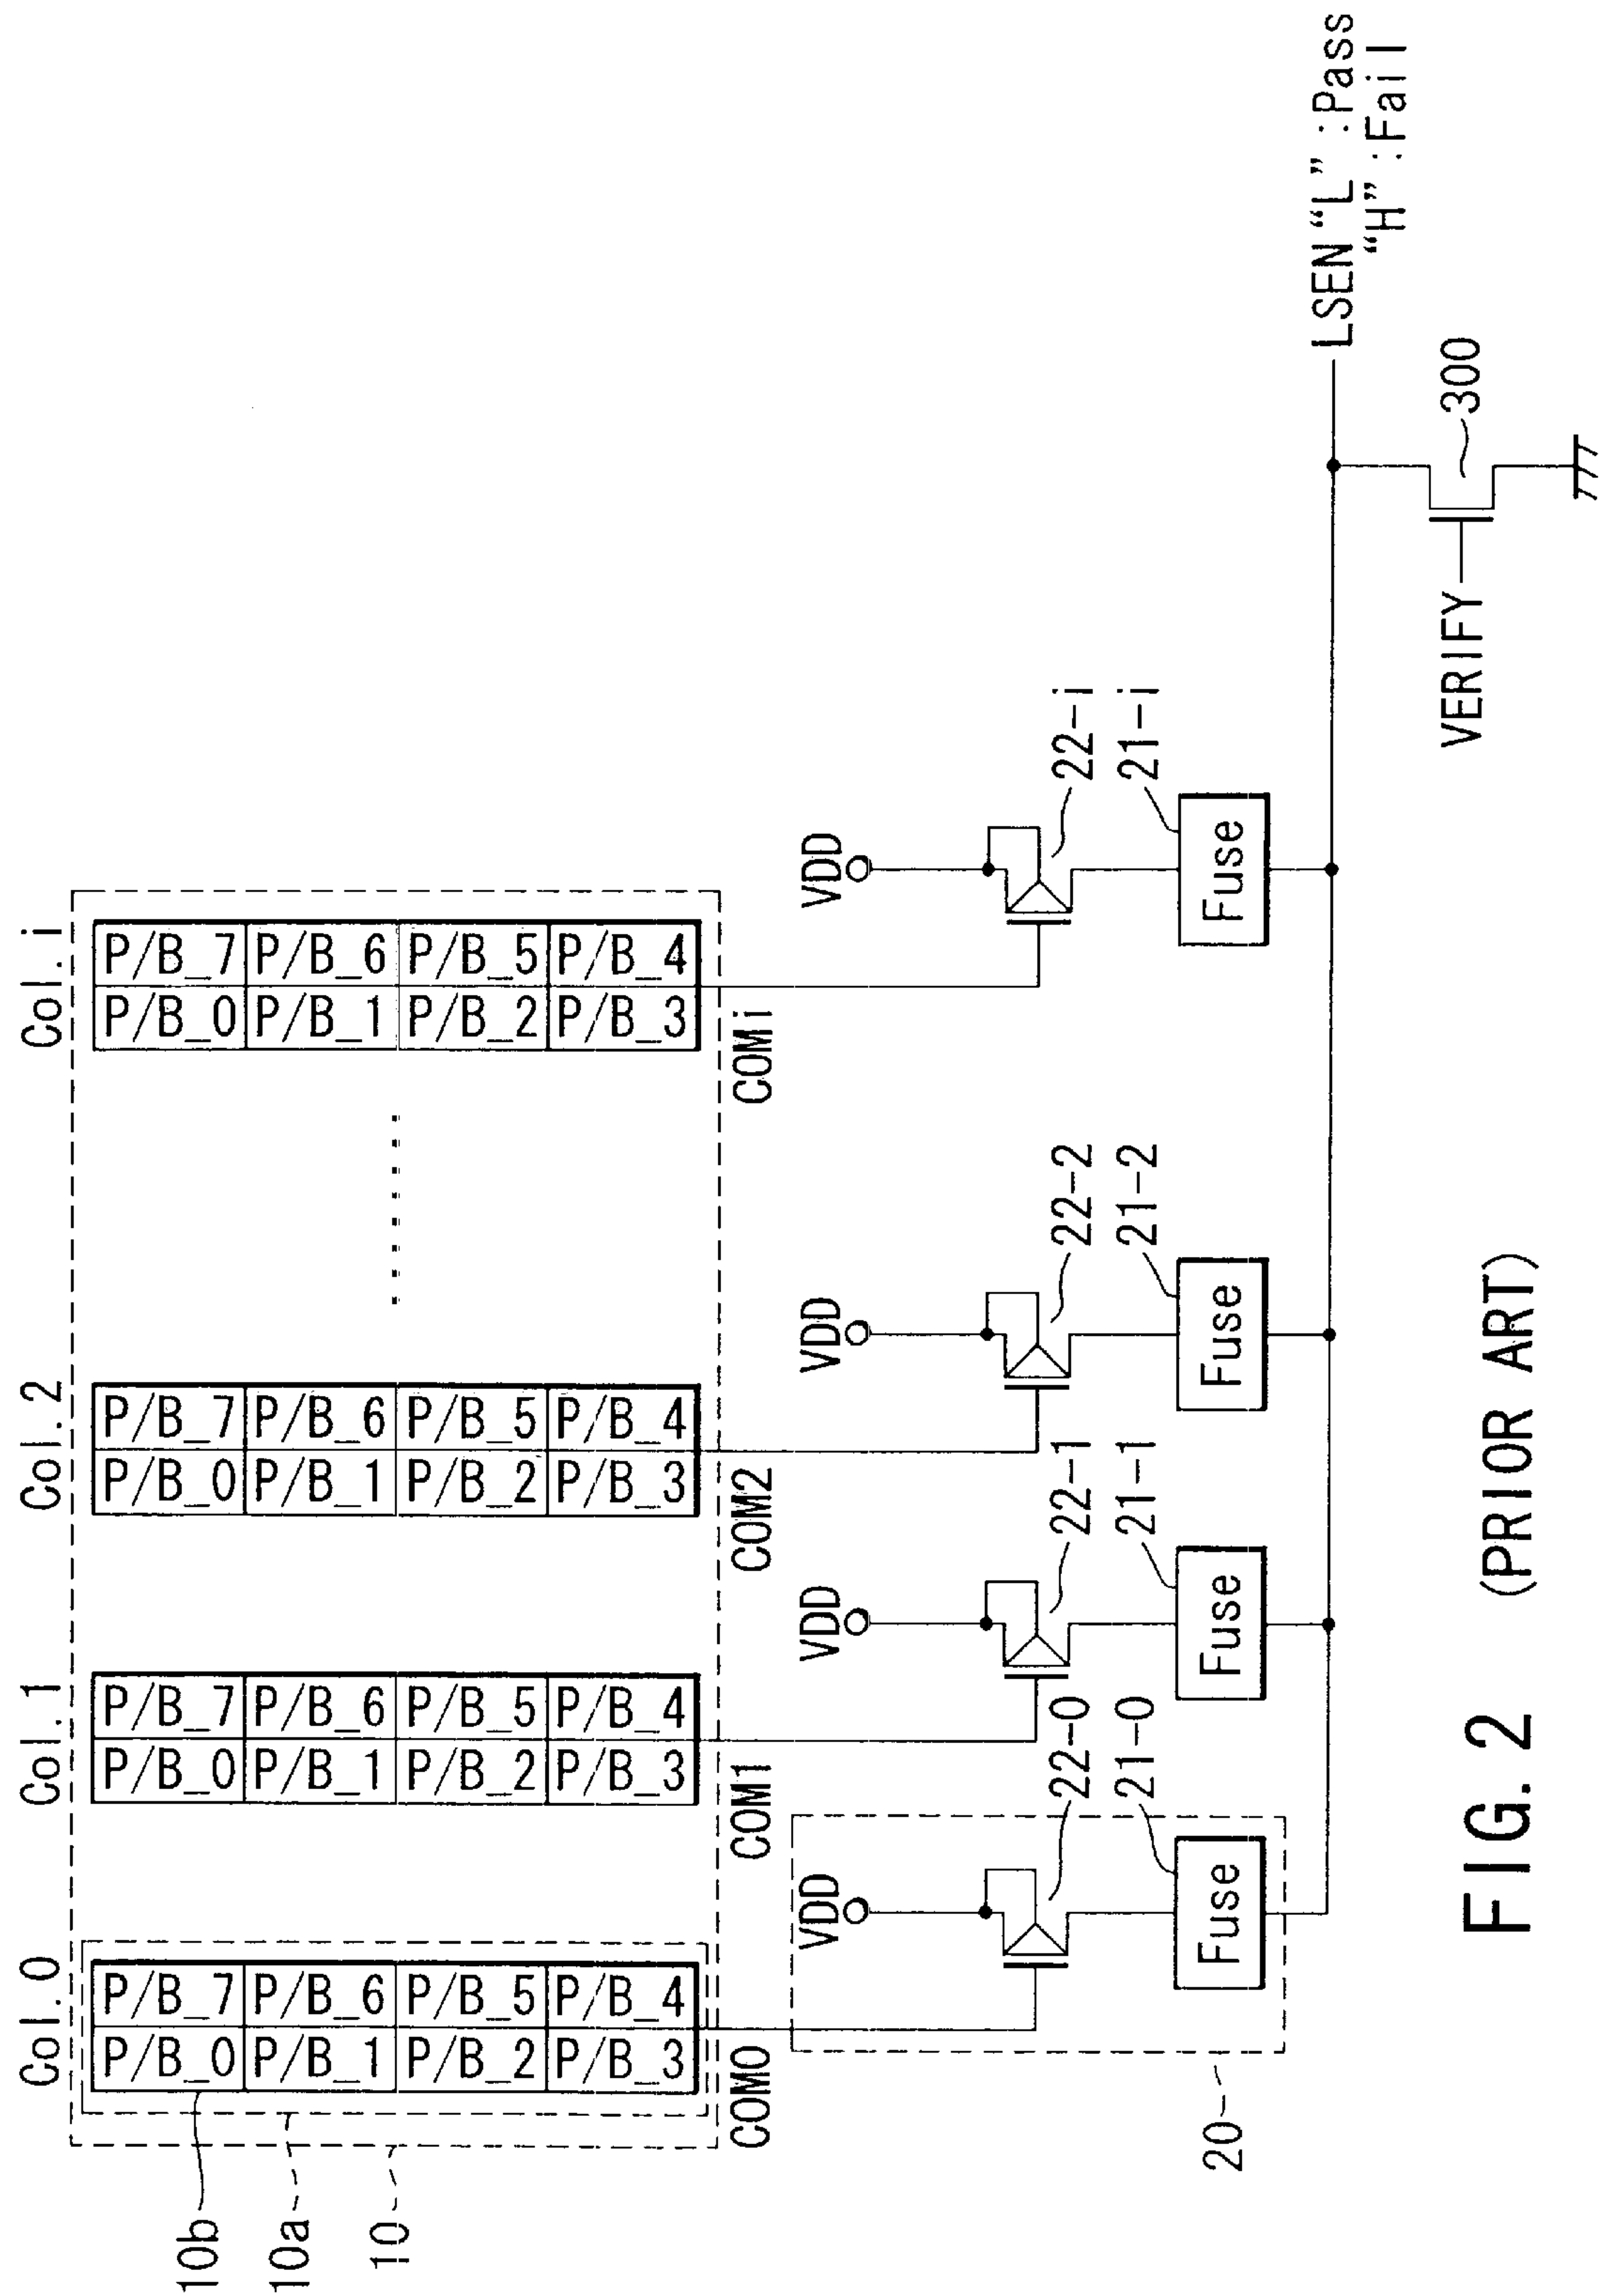 Col.0 Col.1 Col.2 Col.i
P/B_7 P/B_6 P/B_5 P/B_4
P/B_0 P/B_1 P/B_2 P/B_3
P/B_7 P/B_6 P/B_5 P/B_4
P/B_0 P/B_1 P/B_2 P/B_3
P/B_7 P/B_6 P/B_5 P/B_4
P/B_0 P/B_1 P/B_2 P/B_3
P/B_7 P/B_6 P/B_5 P/B_4
P/B_0 P/B_1 P/B_2 P/B_3
10b
10a
10
COM0 COM1 COM2 COMi
VDD VDD VDD VDD
22-0 22-1 22-2 22-i
21-0 21-1 21-2 21-i
Fuse Fuse Fuse Fuse
20
LSEN“L”:Pass
“H”:Fail
VERIFY
300
FIG. 2 (PRIOR ART)